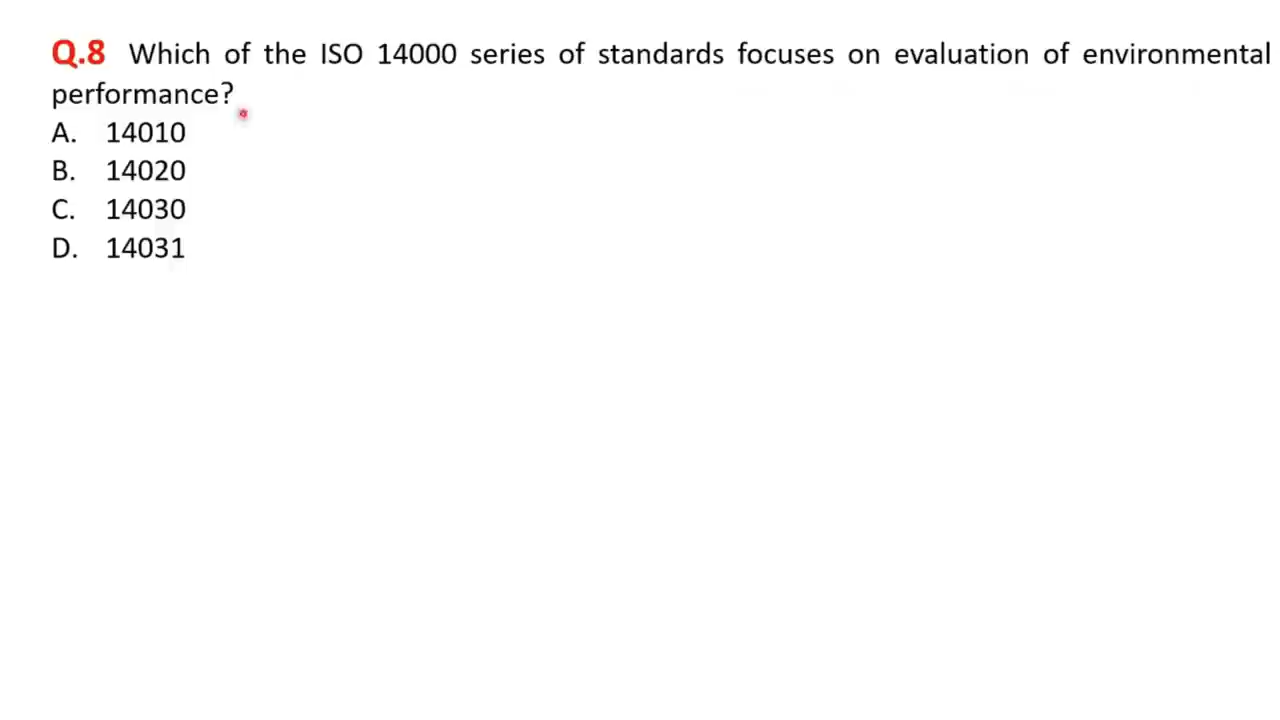 Q.8 Which of the ISO 14000 series of standards focuses on evaluation of environmental
performance?
A. 14010
B. 14020
C. 14030
D. 14031